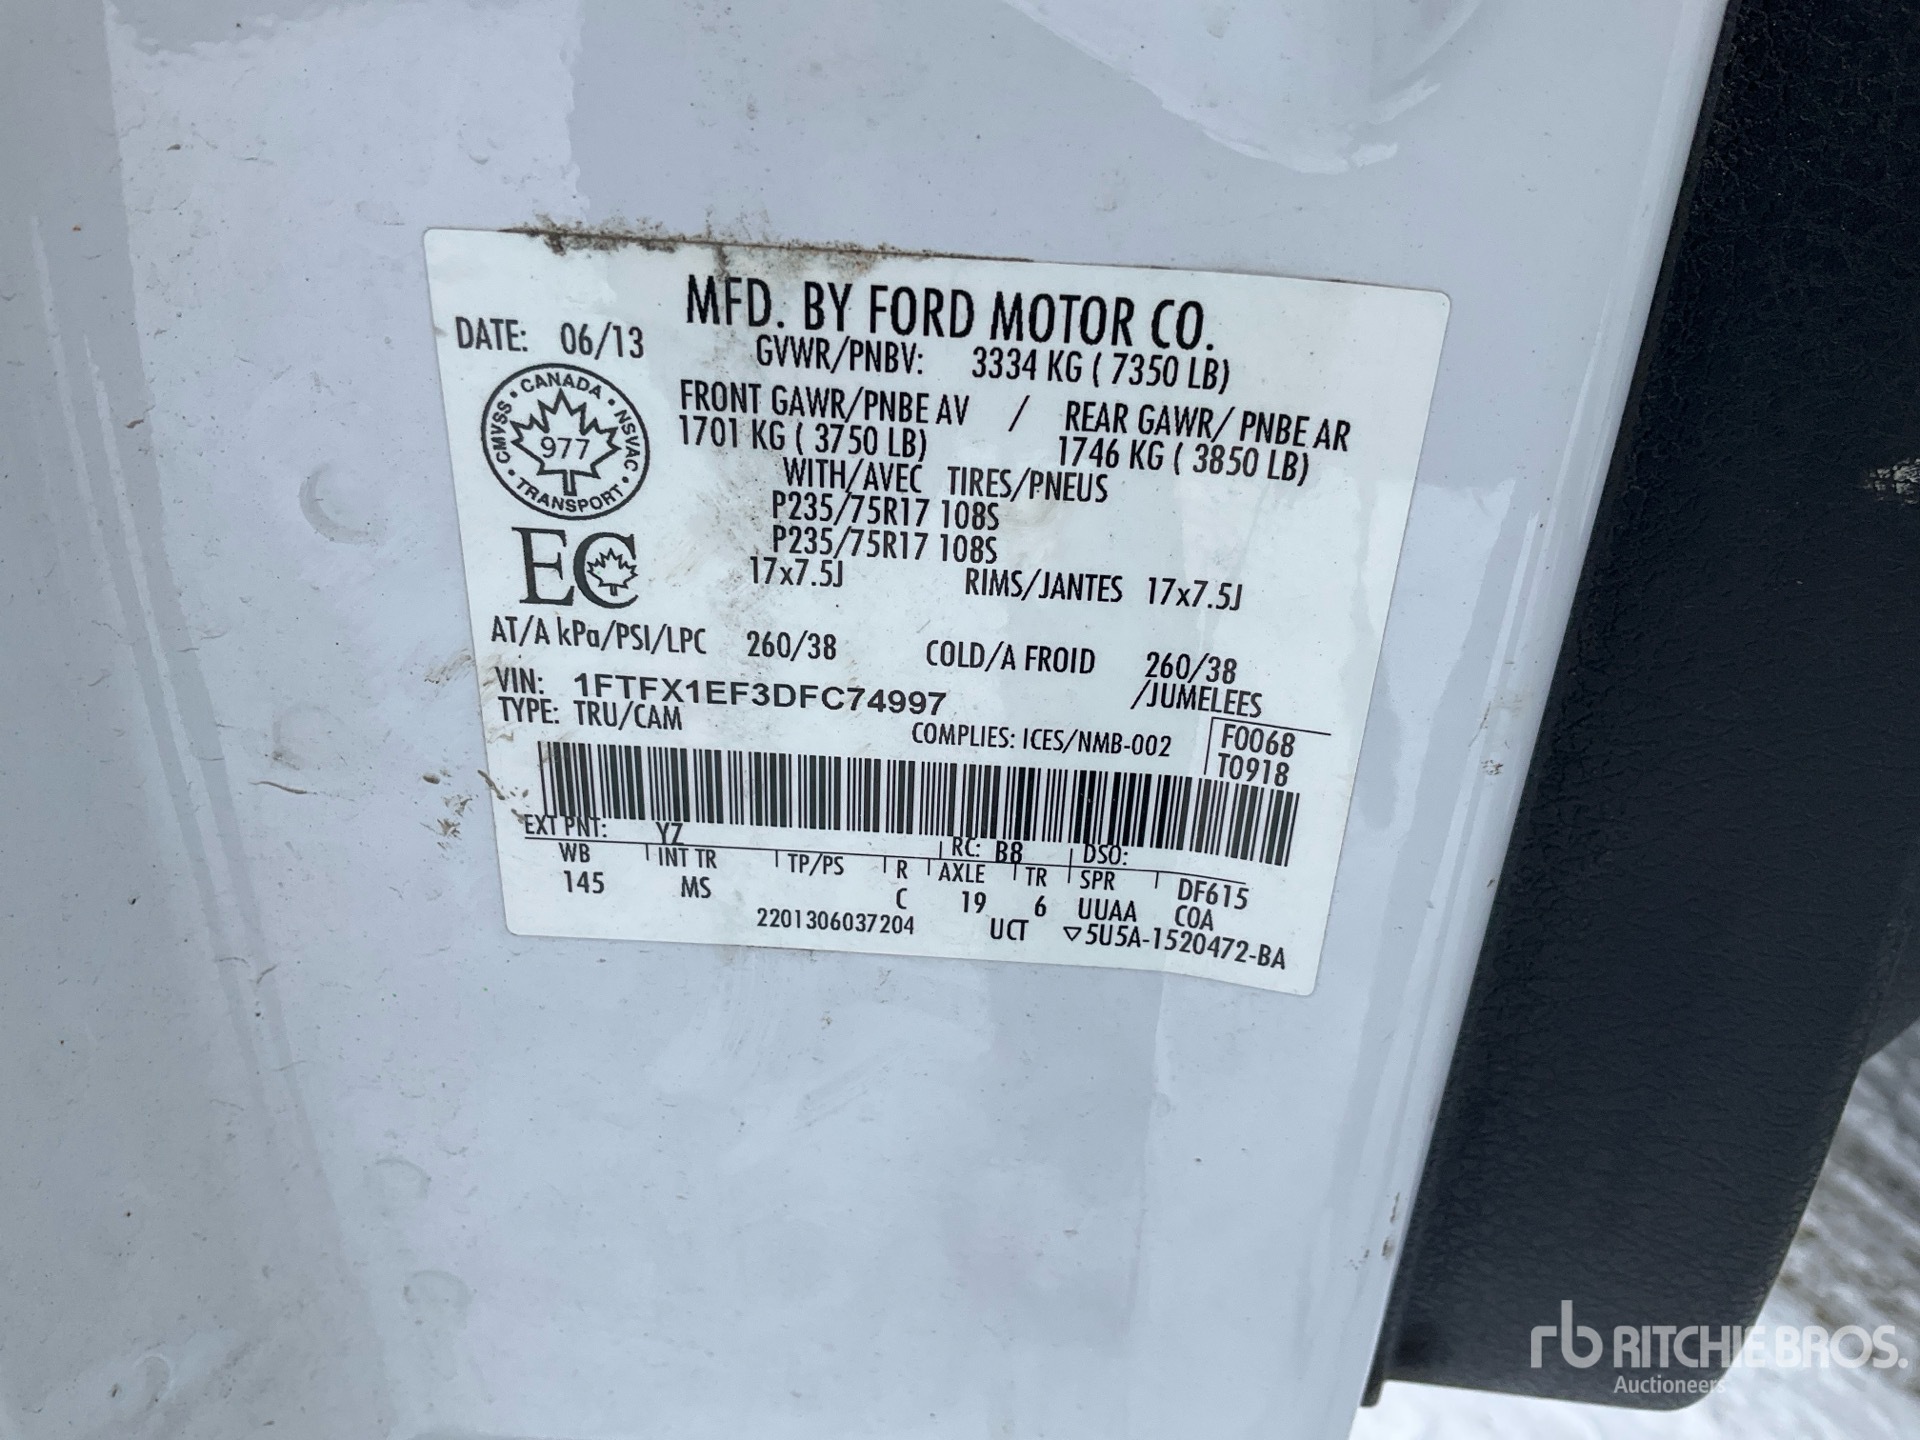 MFD. BY FORD MOTOR CO.
DATE: 06/13
GVWR/PNBV: 3334 KG ( 7350 LB)
FRONT GAWR/PNBE AV / REAR GAWR/ PNBE AR
1701 KG ( 3750 LB) 1746 KG ( 3850 LB)
CANADA • NSVAC • TRANSPORT • CMVSS •
977
WITH/AVEC TIRES/PNEUS
P235/75R17 108S
P235/75R17 108S
EC
17x7.5J RIMS/JANTES 17x7.5J
AT/A kPa/PSI/LPC 260/38 COLD/A FROID 260/38
VIN: 1FTFX1EF3DFC74997 /JUMELEES
TYPE: TRU/CAM
COMPLIES: ICES/NMB-002 F0068
T0918
EXT PNT: YZ RC: B8 DSO:
WB INT TR TP/PS R AXLE TR SPR DF615
145 MS C 19 6 UUAA COA
2201306037204 UCT ▽5U5A-1520472-BA
rb RITCHIE BROS.
Auctioneers